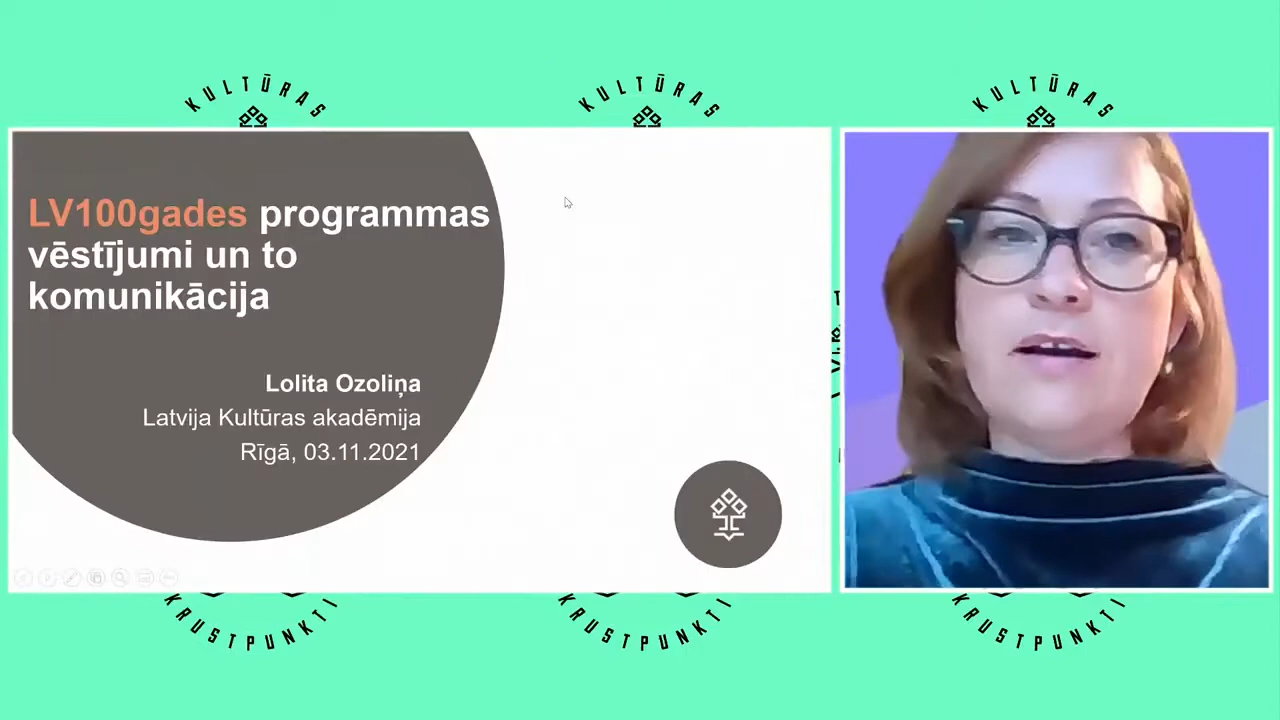 KULTŪRAS
KULTŪRAS
KULTŪRAS
LV100gades programmas
vēstījumi un to
komunikācija
Lolita Ozoliņa
Latvija Kultūras akadēmija
Rīgā, 03.11.2021
KRUSTPUNKTI
KRUSTPUNKTI
KRUSTPUNKTI